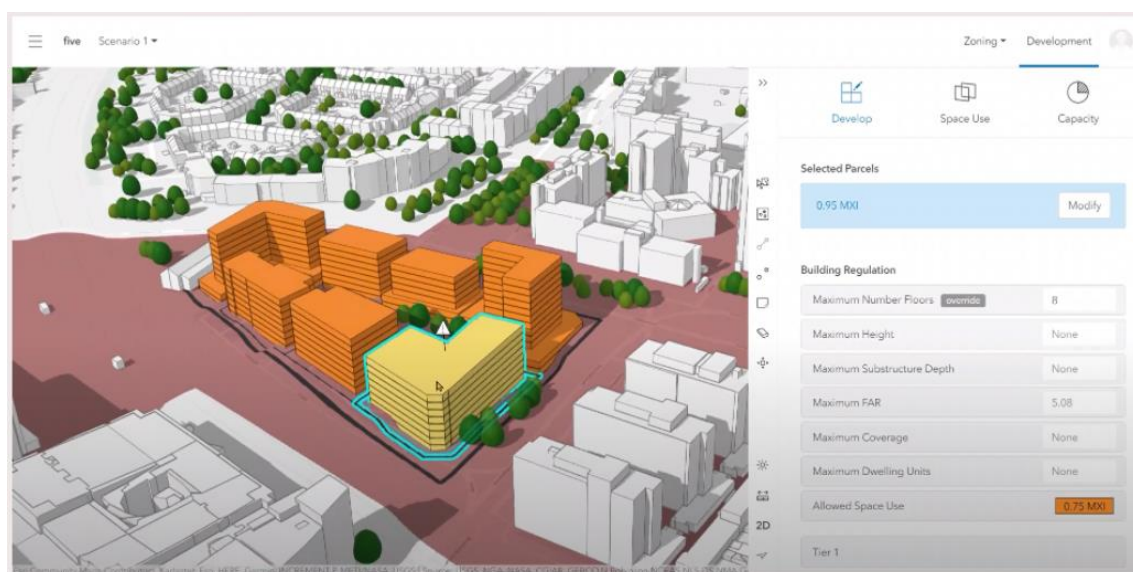 five Scenario 1 Zoning Development
Develop Space Use Capacity
Selected Parcels
0.95 MXI Modify
Building Regulation
Maximum Number Floors override 8
Maximum Height None
Maximum Substructure Depth None
Maximum FAR 5.08
Maximum Coverage None
Maximum Dwelling Units None
Allowed Space Use 0.75 MXI
Tier 1
2D